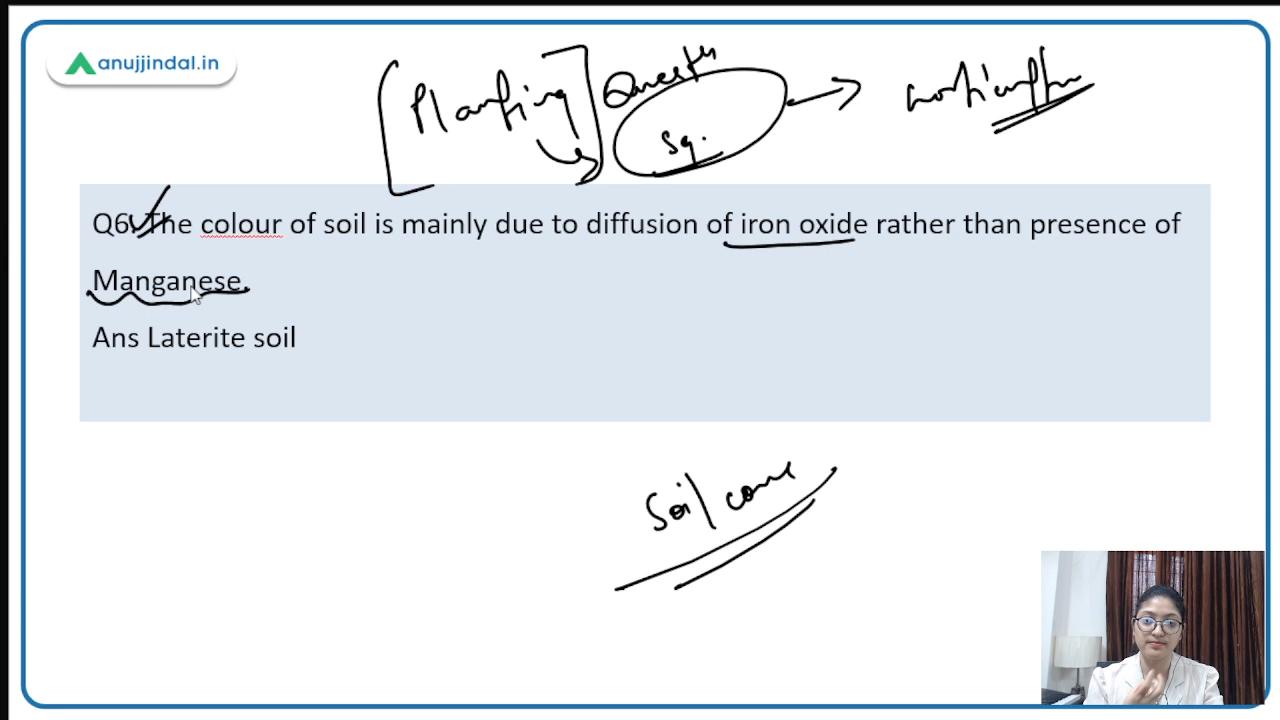 anujjindal.in
[Planting] Question
Sq.
Q6. The colour of soil is mainly due to diffusion of iron oxide rather than presence of
Manganese.
Ans Laterite soil
Soil